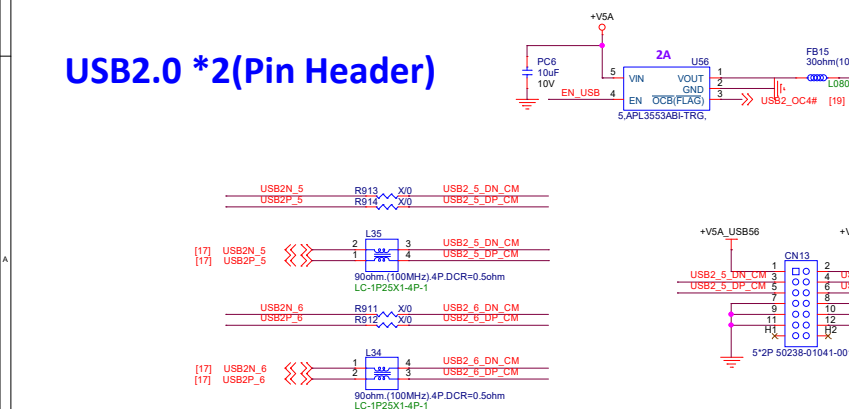 +V5A
USB2.0 *2(Pin Header)
PC6
10uF
10V
2A
U56
5 VIN VOUT 1
GND 2
EN_USB 4 EN OCB(FLAG) 3
USB2_OC4# [19]
5,APL3553ABI-TRG,
FB15
30ohm(10
L080
USB2N_5 R913 X/0 USB2_5_DN_CM
USB2P_5 R914 X/0 USB2_5_DP_CM
L35
[17] USB2N_5 2 3 USB2_5_DN_CM
[17] USB2P_5 1 4 USB2_5_DP_CM
90ohm.(100MHz).4P.DCR=0.5ohm
LC-1P25X1-4P-1
USB2N_6 R911 X/0 USB2_6_DN_CM
USB2P_6 R912 X/0 USB2_6_DP_CM
L34
[17] USB2N_6 1 4 USB2_6_DN_CM
[17] USB2P_6 2 3 USB2_6_DP_CM
90ohm.(100MHz).4P.DCR=0.5ohm
LC-1P25X1-4P-1
A
+V5A_USB56 +V
CN13
1 2
USB2_5_DN_CM 3 4
USB2_5_DP_CM 5 6
7 8
9 10
11 12
H1 H2
5*2P 50238-01041-001